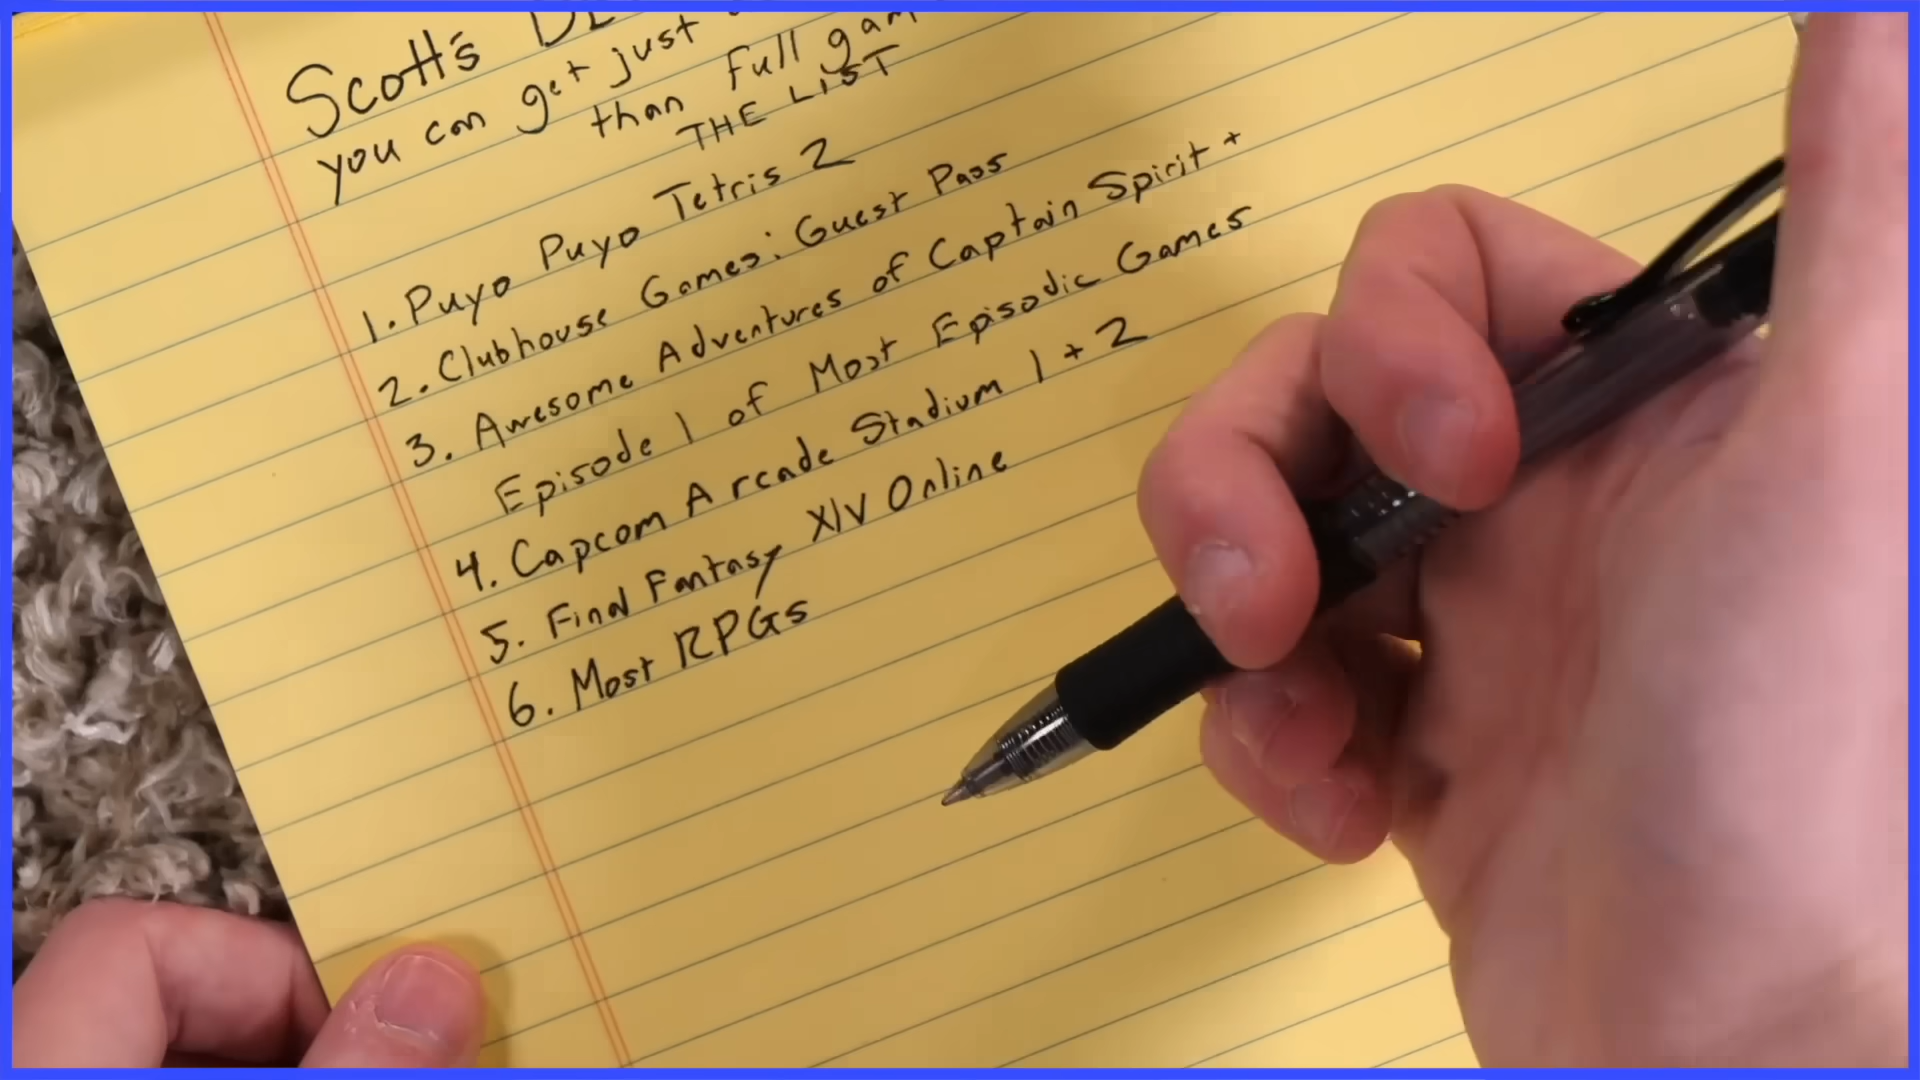 Scott's
you can get just
than full gam
THE LIST
1. Puyo Puyo Tetris 2
2. Clubhouse Games: Guest Pass
3. Awesome Adventures of Captain Spirit +
Episode 1 of Most Episodic Games
4. Capcom Arcade Stadium 1 + 2
5. Final Fantasy XIV Online
6. Most RPGs